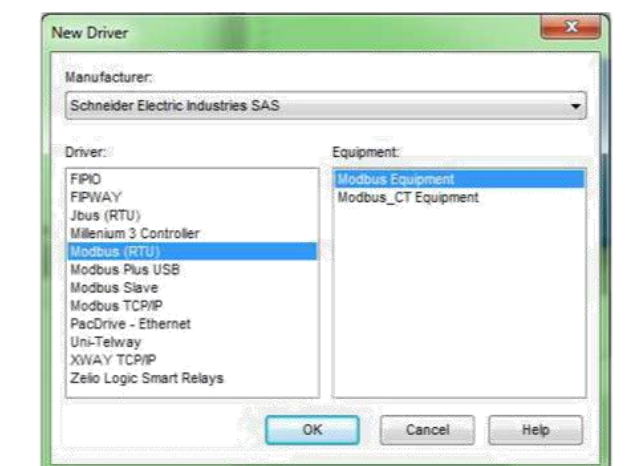 New Driver
Manufacturer:
Schneider Electric Industries SAS
Driver:
Equipment:
FIPIO
FIPWAY
Jbus (RTU)
Millenium 3 Controller
Modbus (RTU)
Modbus Plus USB
Modbus Slave
Modbus TCP/IP
PacDrive - Ethernet
Uni-Telway
XWAY TCP/IP
Zelio Logic Smart Relays
Modbus Equipment
Modbus_CT Equipment
OK
Cancel
Help